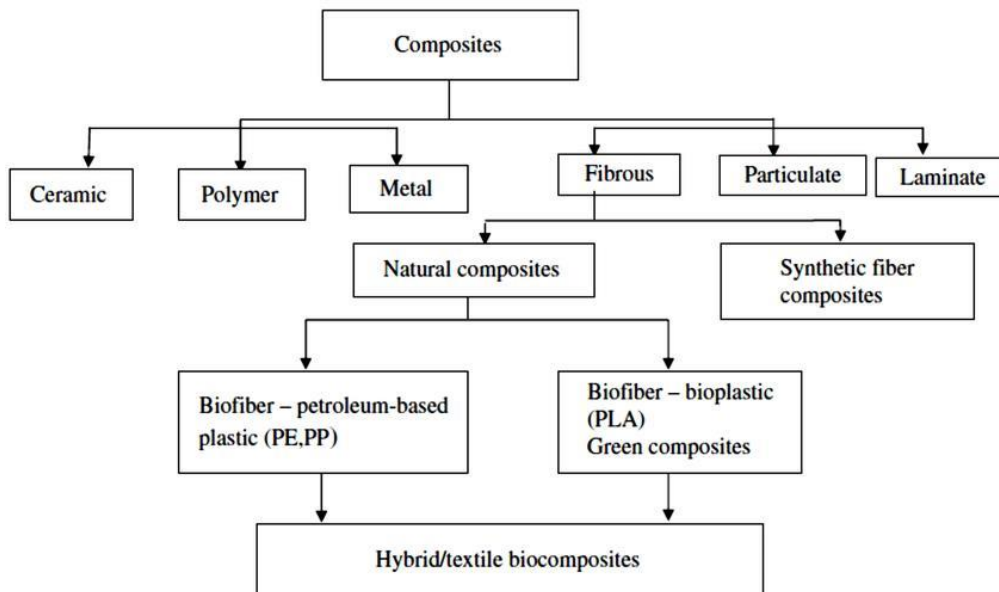 Composites
Ceramic
Polymer
Metal
Fibrous
Particulate
Laminate
Natural composites
Synthetic fiber
composites
Biofiber – petroleum-based
plastic (PE,PP)
Biofiber – bioplastic
(PLA)
Green composites
Hybrid/textile biocomposites